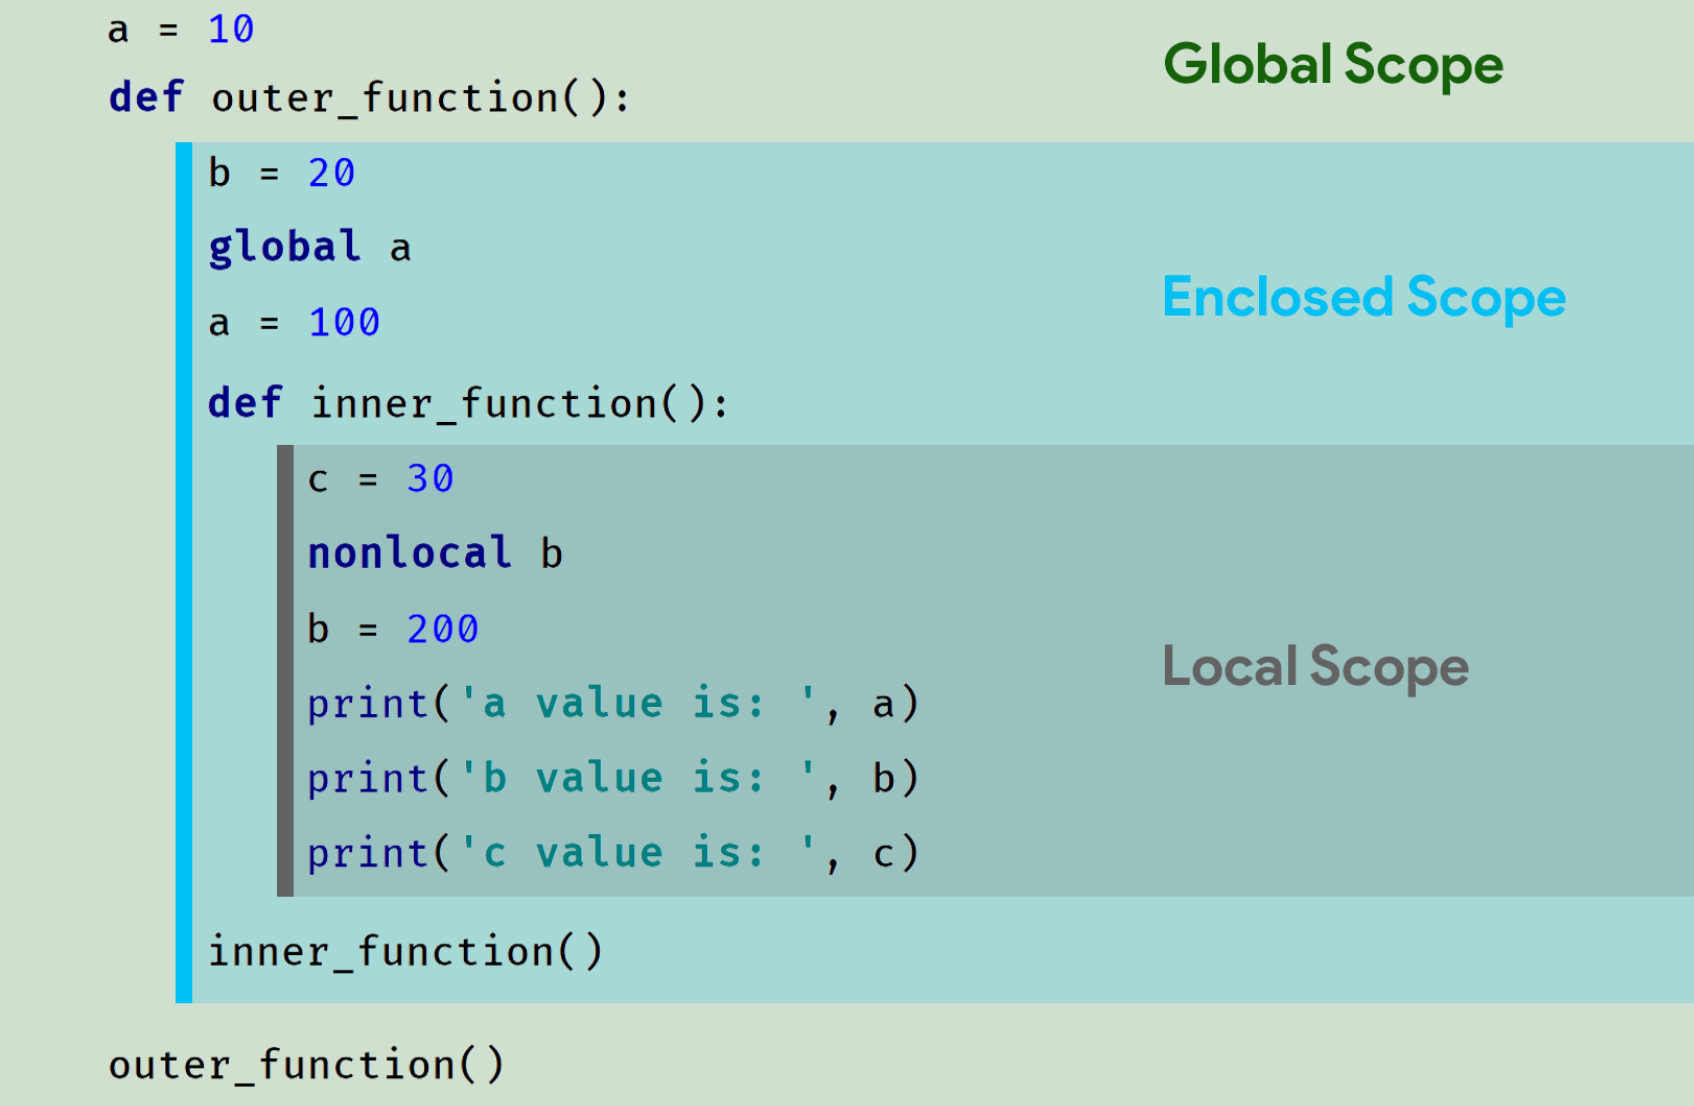 a = 10
Global Scope
def outer_function():
b = 20
global a
Enclosed Scope
a = 100
def inner_function():
c = 30
nonlocal b
b = 200
Local Scope
print('a value is: ', a)
print('b value is: ', b)
print('c value is: ', c)
inner_function()
outer_function()